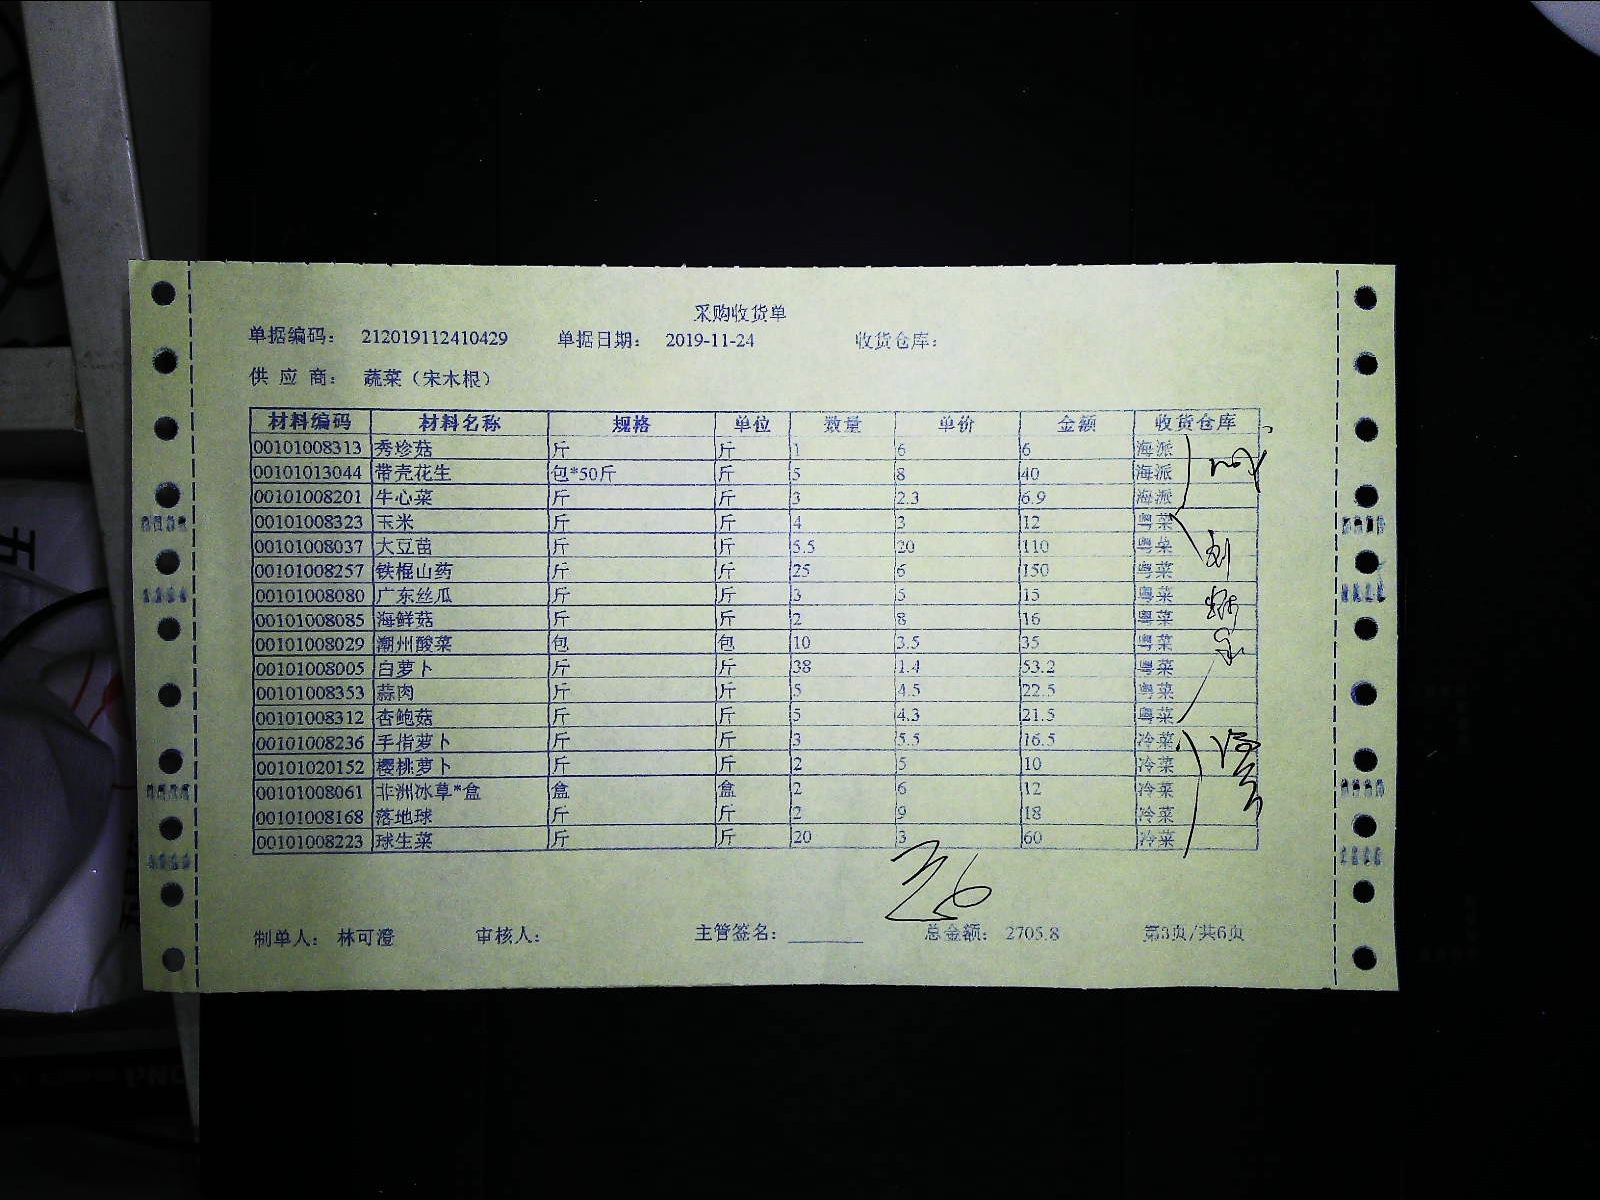 采购收货单
单据编码： 212019112410429 单据日期： 2019-11-24 收货仓库：
供 应 商： 蔬菜（宋木根）
材料编码 材料名称 规格 单位 数量 单价 金额 收货仓库
00101008313 秀珍菇 斤 斤 1 6 6 海派
00101013044 带壳花生 包*50斤 斤 5 8 40 海派
00101008201 牛心菜 斤 斤 3 2.3 6.9 海派
00101008323 玉米 斤 斤 4 3 12 粤菜
00101008037 大豆苗 斤 斤 5.5 20 110 粤菜
00101008257 铁棍山药 斤 斤 25 6 150 粤菜
00101008080 广东丝瓜 斤 斤 3 5 15 粤菜
00101008085 海鲜菇 斤 斤 2 8 16 粤菜
00101008029 潮州酸菜 包 包 10 3.5 35 粤菜
00101008005 白萝卜 斤 斤 38 1.4 53.2 粤菜
00101008353 蒜肉 斤 斤 5 4.5 22.5 粤菜
00101008312 杏鲍菇 斤 斤 5 4.3 21.5 粤菜
00101008236 手指萝卜 斤 斤 3 5.5 16.5 冷菜
00101020152 樱桃萝卜 斤 斤 2 5 10 冷菜
00101008061 非洲冰草*盒 盒 盒 2 6 12 冷菜
00101008168 落地球 斤 斤 2 9 18 冷菜
00101008223 球生菜 斤 斤 20 3 60 冷菜
制单人： 林可澄 审核人： 主管签名：______ 总金额： 2705.8 第3页/共6页